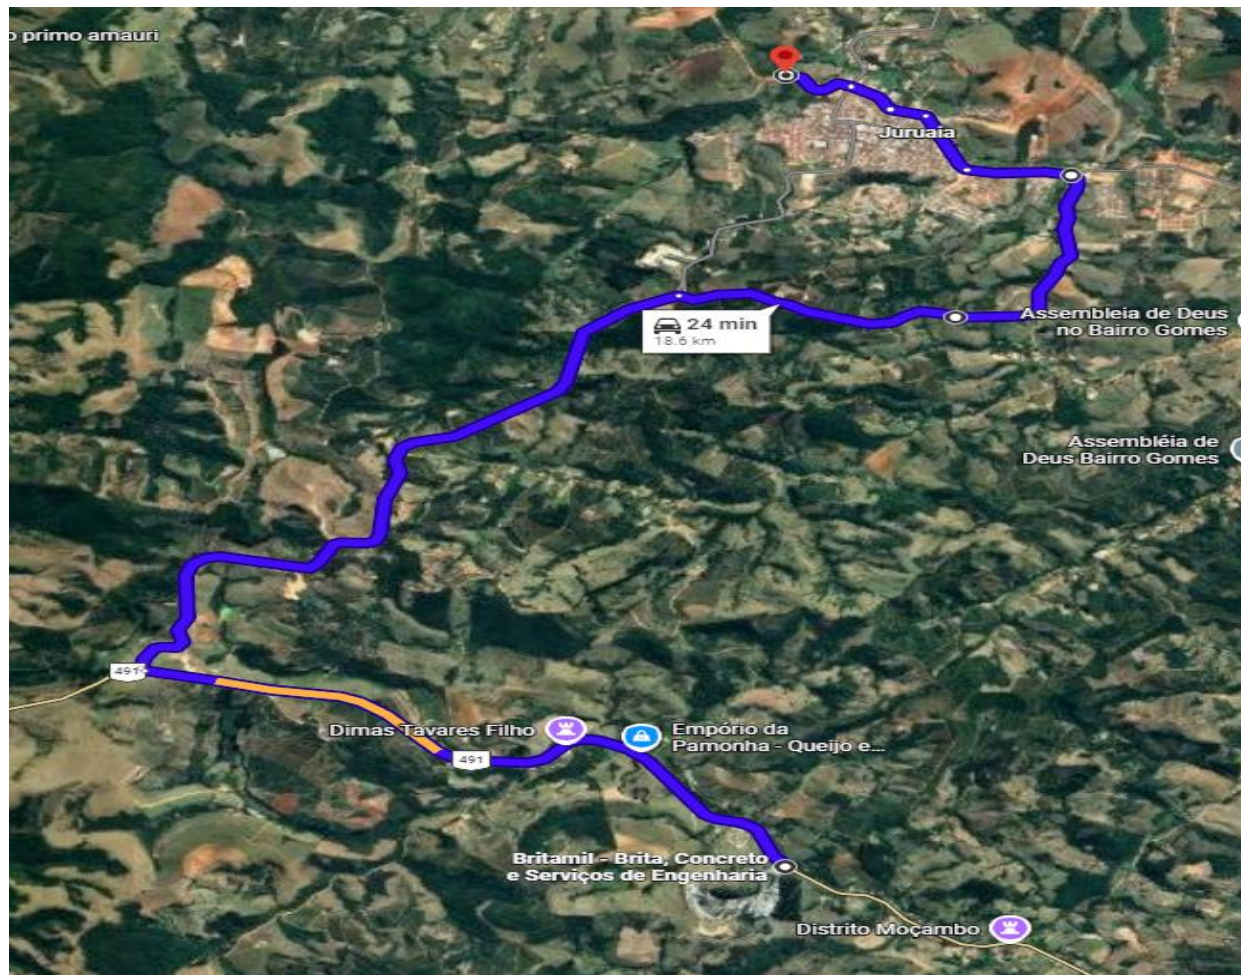 o primo amauri
Juruaia
24 min
18.6 km
Assembleia de Deus
no Bairro Gomes
Assembléia de
Deus Bairro Gomes
491
Dimas Tavares Filho
Empório da
Pamonha - Queijo e...
491
Britamil - Brita, Concreto
e Serviços de Engenharia
Distrito Moçambo